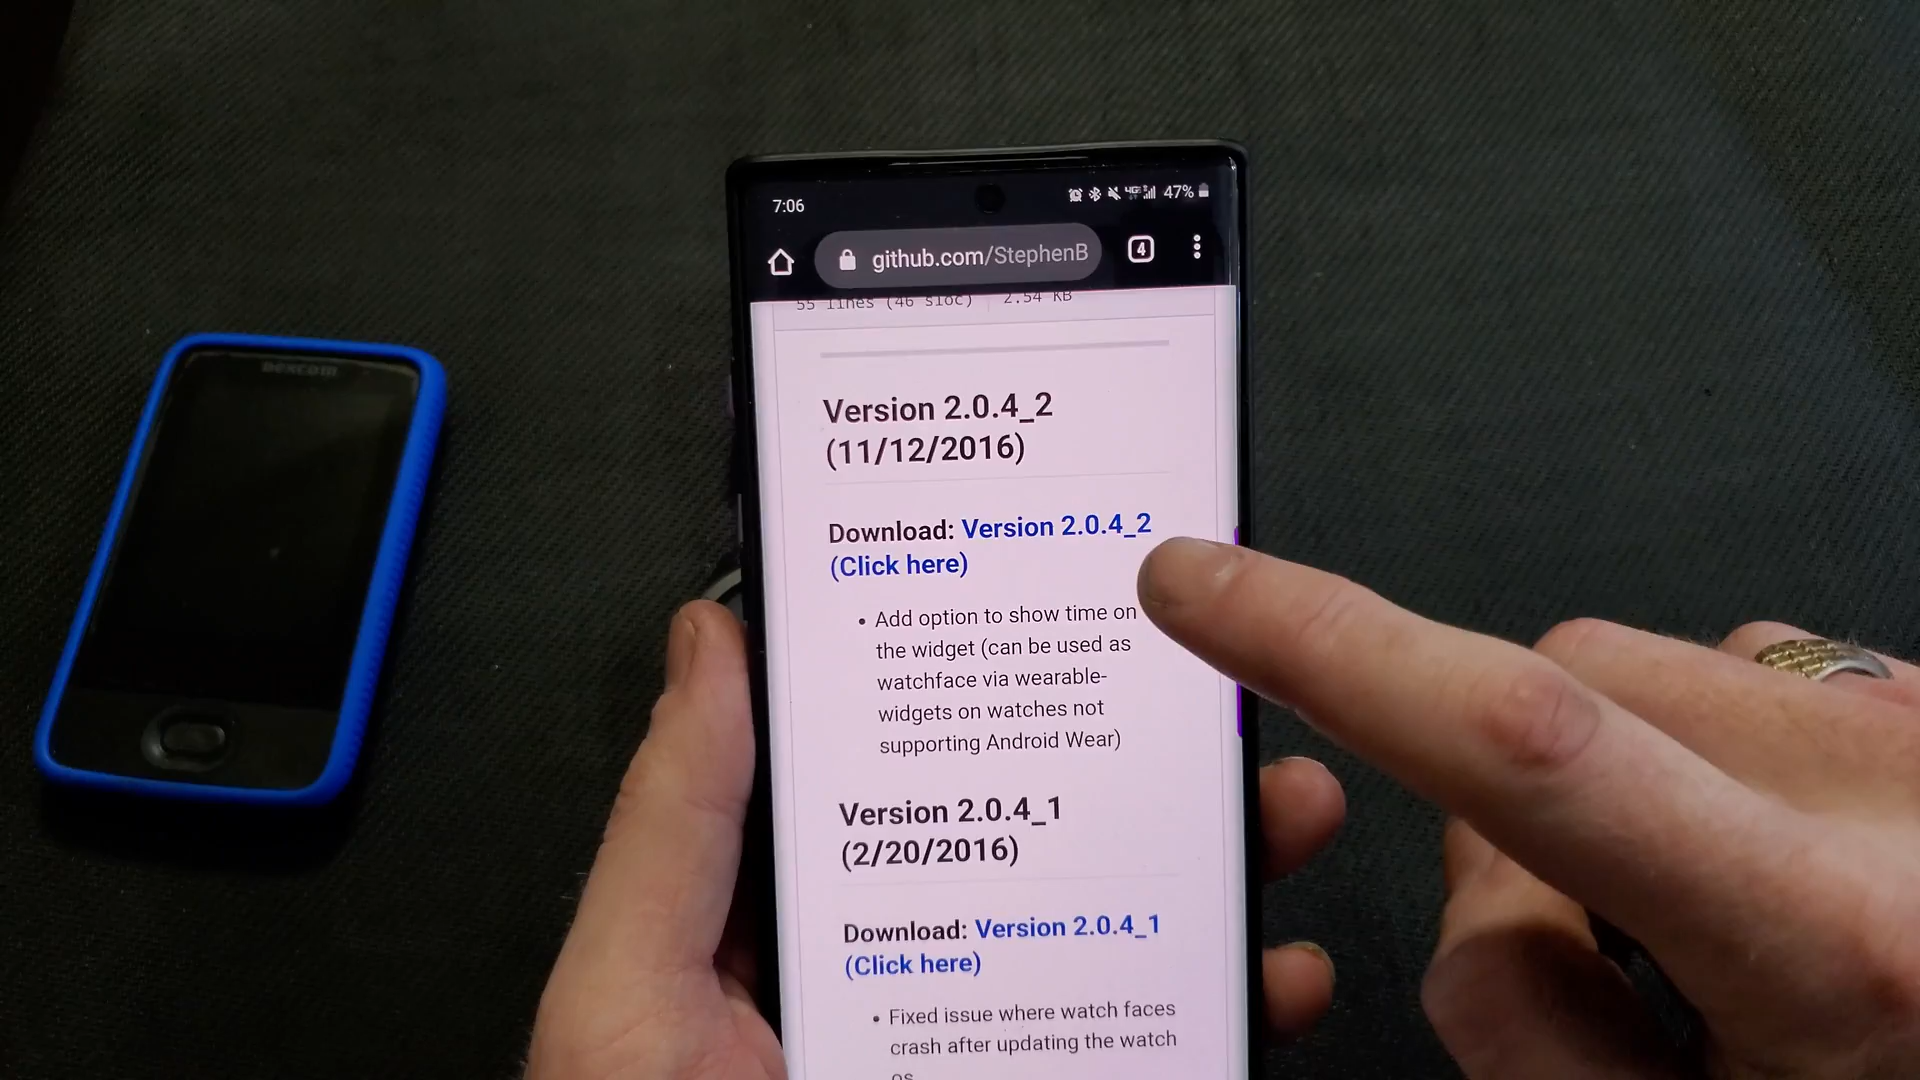 7:06
47%
github.com/StephenB
4
55 lines (46 sloc) 2.54 KB
Dexcom
Version 2.0.4_2
(11/12/2016)
Download: Version 2.0.4_2
(Click here)
• Add option to show time on
the widget (can be used as
watchface via wearable-
widgets on watches not
supporting Android Wear)
Version 2.0.4_1
(2/20/2016)
Download: Version 2.0.4_1
(Click here)
• Fixed issue where watch faces
crash after updating the watch
os